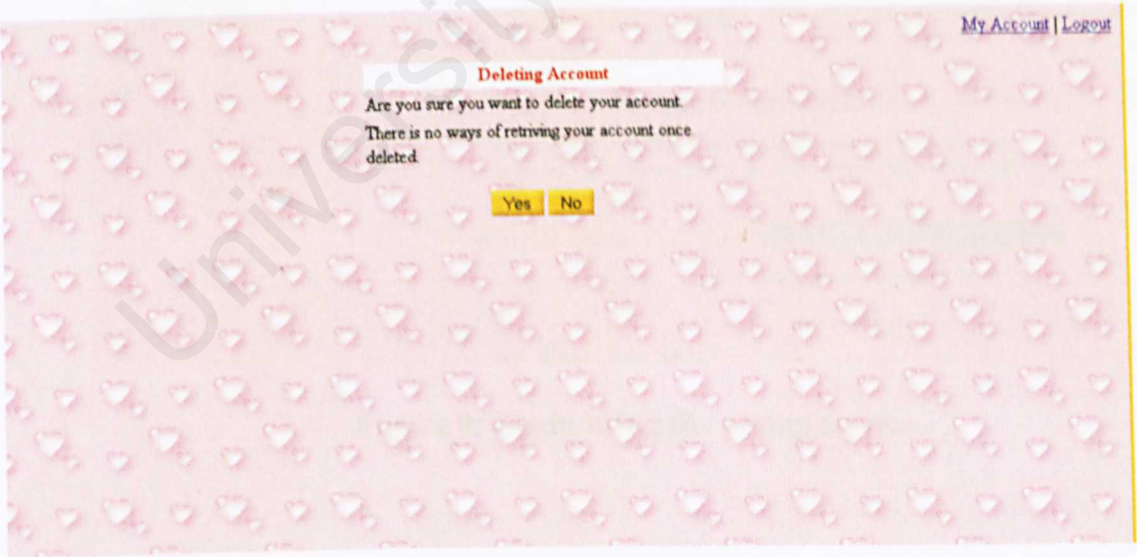 My Account | Logout
Deleting Account
Are you sure you want to delete your account.
There is no ways of retriving your account once
deleted.
Yes No
University